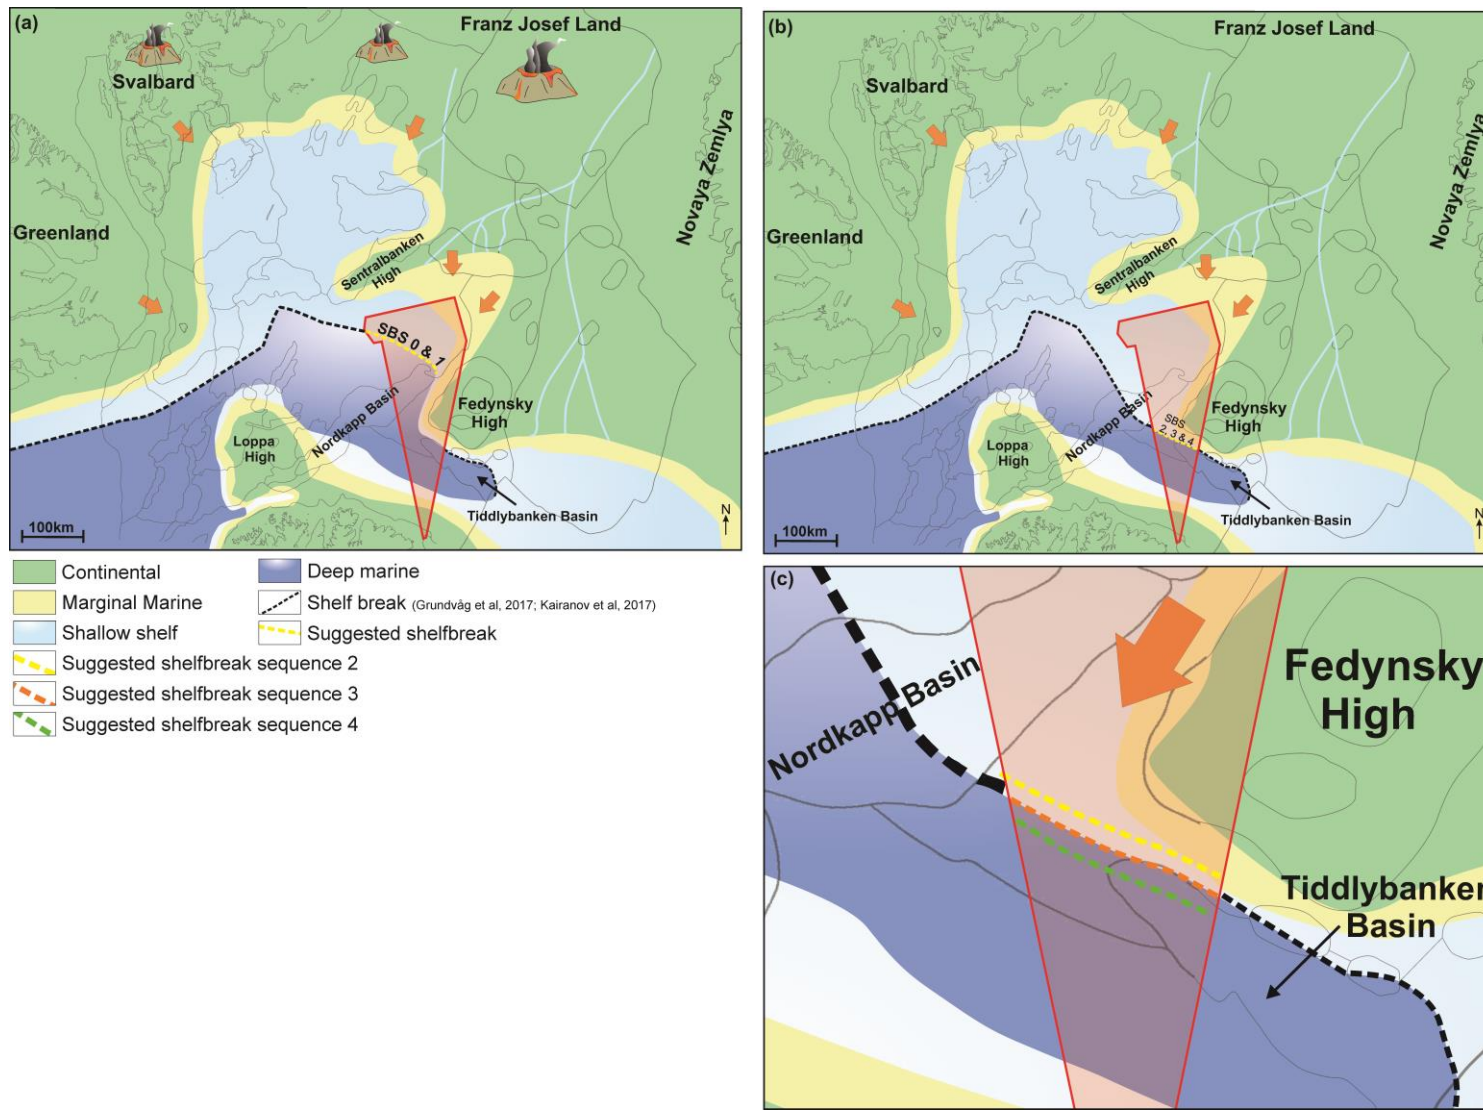 (a)
Franz Josef Land
Svalbard
Novaya Zemlya
Greenland
Sentralbanken
High
SBS 0 & 1
Fedynsky
High
Nordkapp Basin
Loppa
High
Tiddlybanken Basin
100km
N
(b)
Franz Josef Land
Svalbard
Novaya Zemlya
Greenland
Sentralbanken
High
SBS
2, 3 & 4
Fedynsky
High
Nordkapp Basin
Loppa
High
Tiddlybanken Basin
100km
N
Continental
Marginal Marine
Shallow shelf
Deep marine
Shelf break (Grundvåg et al, 2017; Kairanov et al, 2017)
Suggested shelfbreak
Suggested shelfbreak sequence 2
Suggested shelfbreak sequence 3
Suggested shelfbreak sequence 4
(c)
Nordkapp Basin
Fedynsky
High
Tiddlybanken
Basin